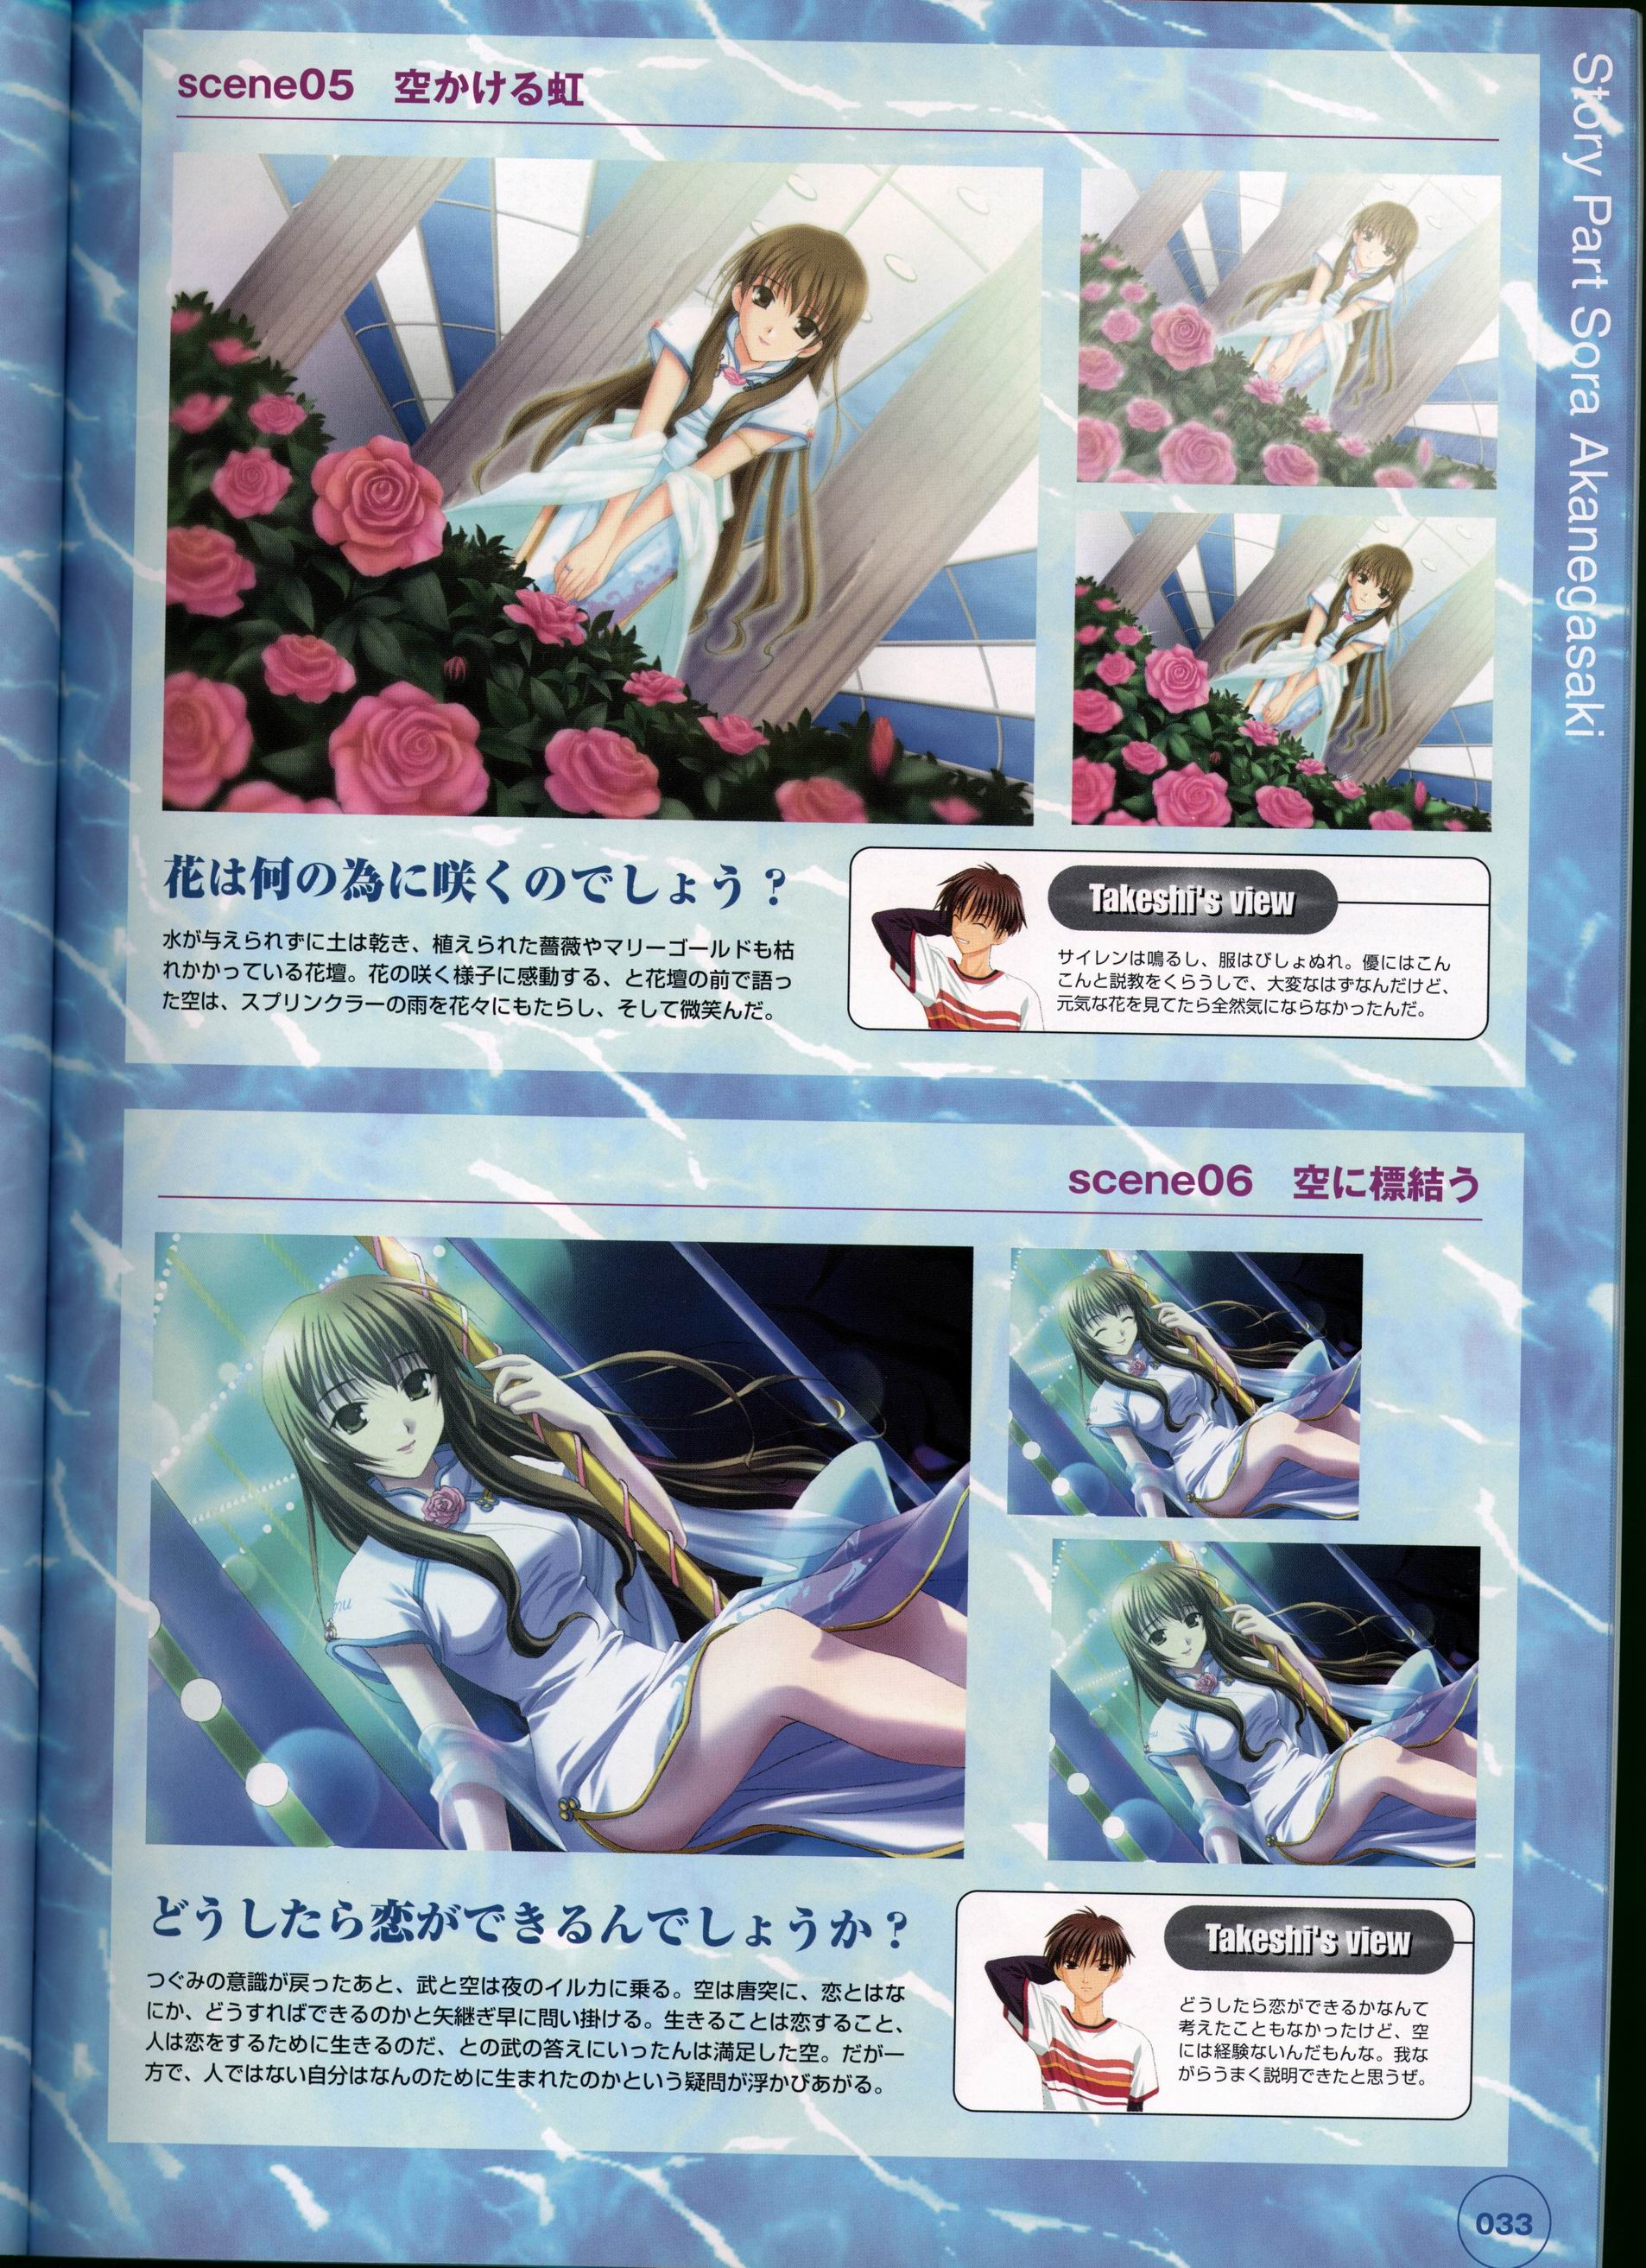 Story Part Sora Akanegasaki
scene05 空かける虹
花は何の為に咲くのでしょう？
水が与えられずに土は乾き、植えられた薔薇やマリーゴールドも枯
れかかっている花壇。花の咲く様子に感動する、と花壇の前で語っ
た空は、スプリンクラーの雨を花々にもたらし、そして微笑んだ。
Takeshi's view
サイレンは鳴るし、服はびしょぬれ。優にはこん
こんと説教をくらうしで、大変なはずなんだけど、
元気な花を見てたら全然気にならなかったんだ。
scene06 空に標結う
どうしたら恋ができるんでしょうか？
つぐみの意識が戻ったあと、武と空は夜のイルカに乗る。空は唐突に、恋とはな
にか、どうすればできるのかと矢継ぎ早に問い掛ける。生きることは恋すること、
人は恋をするために生きるのだ、との武の答えにいったんは満足した空。だが一
方で、人ではない自分はなんのために生まれたのかという疑問が浮かびあがる。
Takeshi's view
どうしたら恋ができるかなんて
考えたこともなかったけど、空
には経験ないんだもんな。我な
がらうまく説明できたと思うぜ。
033